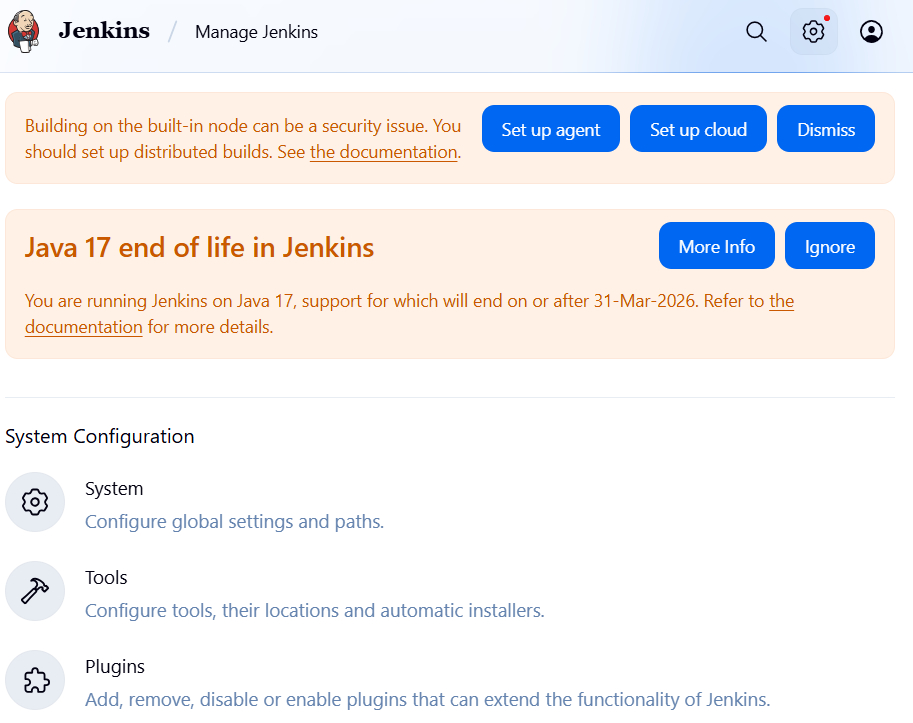 Jenkins / Manage Jenkins
Building on the built-in node can be a security issue. You
should set up distributed builds. See the documentation.
Set up agent
Set up cloud
Dismiss
Java 17 end of life in Jenkins
More Info
Ignore
You are running Jenkins on Java 17, support for which will end on or after 31-Mar-2026. Refer to the
documentation for more details.
System Configuration
System
Configure global settings and paths.
Tools
Configure tools, their locations and automatic installers.
Plugins
Add, remove, disable or enable plugins that can extend the functionality of Jenkins.